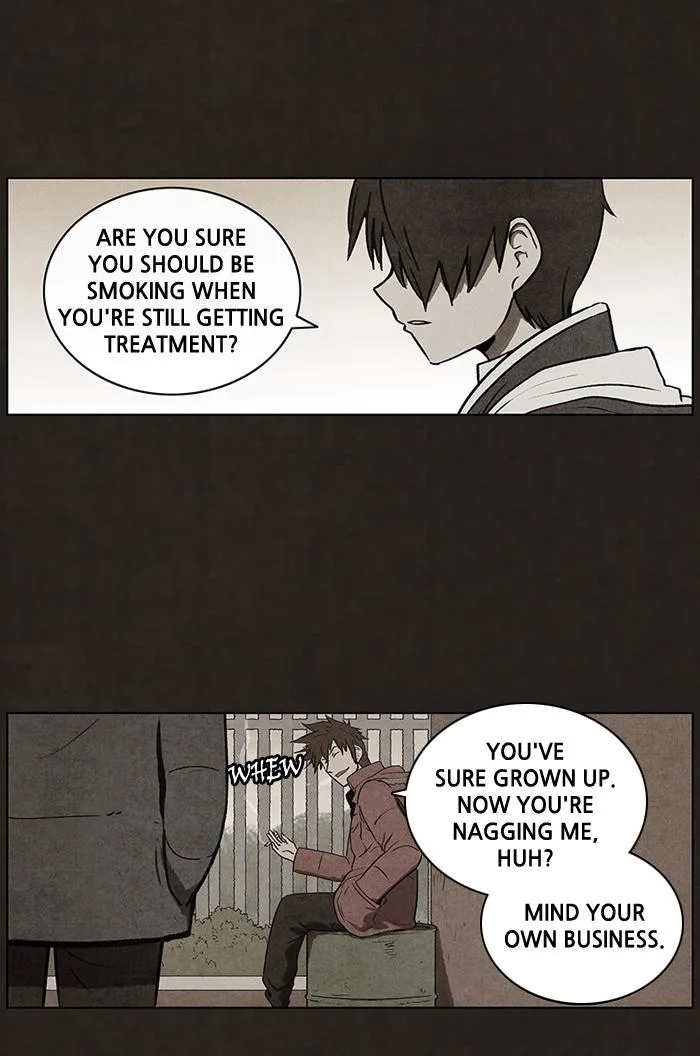 ARE YOU SURE
YOU SHOULD BE
SMOKING WHEN
YOU'RE STILL GETTING
TREATMENT?
WHEW
YOU'VE
SURE GROWN UP.
NOW YOU'RE
NAGGING ME,
HUH?
MIND YOUR
OWN BUSINESS.